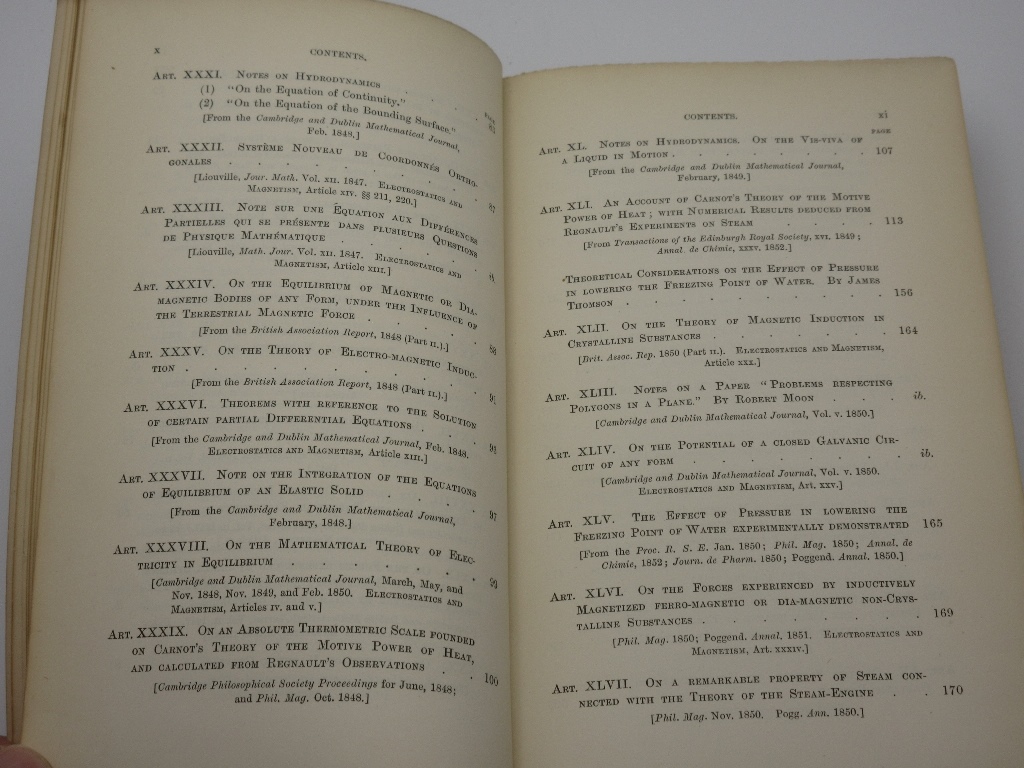 x
CONTENTS.
PAGE
ART. XXXI. NOTES ON HYDRODYNAMICS . . . . 83
(1) "On the Equation of Continuity."
(2) "On the Equation of the Bounding Surface."
[From the Cambridge and Dublin Mathematical Journal,
Feb. 1848.]
ART. XXXII. SYSTÈME NOUVEAU DE COORDONNÉS ORTHO-
GONALES . . . . . . . . 87
[Liouville, Jour. Math. Vol. XII. 1847. ELECTROSTATICS AND
MAGNETISM, Article XIV. §§ 211, 220.]
ART. XXXIII. NOTE SUR UNE ÉQUATION AUX DIFFÉRENCES
PARTIELLES QUI SE PRÉSENTE DANS PLUSIEURS QUESTIONS
DE PHYSIQUE MATHÉMATIQUE . . . . . ib.
[Liouville, Math. Jour. Vol. XII. 1847. ELECTROSTATICS AND
MAGNETISM, Article XIII.]
ART. XXXIV. ON THE EQUILIBRIUM OF MAGNETIC OR DIA-
MAGNETIC BODIES OF ANY FORM, UNDER THE INFLUENCE OF
THE TERRESTRIAL MAGNETIC FORCE . . . . . 88
[From the British Association Report, 1848 (Part II.).]
ART. XXXV. ON THE THEORY OF ELECTRO-MAGNETIC INDUC-
TION . . . . . . . . . 91
[From the British Association Report, 1848 (Part II.).]
ART. XXXVI. THEOREMS WITH REFERENCE TO THE SOLUTION
OF CERTAIN PARTIAL DIFFERENTIAL EQUATIONS . . .
[From the Cambridge and Dublin Mathematical Journal, Feb. 1848.
ELECTROSTATICS AND MAGNETISM, Article XIII.]
ART. XXXVII. NOTE ON THE INTEGRATION OF THE EQUATIONS
OF EQUILIBRIUM OF AN ELASTIC SOLID . . . . 97
[From the Cambridge and Dublin Mathematical Journal,
February, 1848.]
ART. XXXVIII. ON THE MATHEMATICAL THEORY OF ELEC-
TRICITY IN EQUILIBRIUM . . . . . . 99
[Cambridge and Dublin Mathematical Journal, March, May, and
Nov. 1848, Nov. 1849, and Feb. 1850. ELECTROSTATICS AND
MAGNETISM, Articles IV. and V.]
ART. XXXIX. ON AN ABSOLUTE THERMOMETRIC SCALE FOUNDED
ON CARNOT'S THEORY OF THE MOTIVE POWER OF HEAT,
AND CALCULATED FROM REGNAULT'S OBSERVATIONS . . 100
[Cambridge Philosophical Society Proceedings for June, 1848;
and Phil. Mag. Oct. 1848.]
CONTENTS.
xi
PAGE
ART. XL. NOTES ON HYDRODYNAMICS. ON THE VIS-VIVA OF
A LIQUID IN MOTION . . . . . . . 107
[From the Cambridge and Dublin Mathematical Journal,
February, 1849.]
ART. XLI. AN ACCOUNT OF CARNOT'S THEORY OF THE MOTIVE
POWER OF HEAT; WITH NUMERICAL RESULTS DEDUCED FROM
REGNAULT'S EXPERIMENTS ON STEAM . . . . 113
[From Transactions of the Edinburgh Royal Society, XVI. 1849;
Annal. de Chimie, XXXV. 1852.]
THEORETICAL CONSIDERATIONS ON THE EFFECT OF PRESSURE
IN LOWERING THE FREEZING POINT OF WATER. BY JAMES
THOMSON . . . . . . . . . 156
ART. XLII. ON THE THEORY OF MAGNETIC INDUCTION IN
CRYSTALLINE SUBSTANCES . . . . . . 164
[Brit. Assoc. Rep. 1850 (Part II.). ELECTROSTATICS AND MAGNETISM,
Article XXX.]
ART. XLIII. NOTES ON A PAPER "PROBLEMS RESPECTING
POLYGONS IN A PLANE." BY ROBERT MOON . . . ib.
[Cambridge and Dublin Mathematical Journal, Vol. V. 1850.]
ART. XLIV. ON THE POTENTIAL OF A CLOSED GALVANIC CIR-
CUIT OF ANY FORM . . . . . . . ib.
[Cambridge and Dublin Mathematical Journal, Vol. V. 1850.
ELECTROSTATICS AND MAGNETISM, Art. XXV.]
ART. XLV. THE EFFECT OF PRESSURE IN LOWERING THE
FREEZING POINT OF WATER EXPERIMENTALLY DEMONSTRATED 165
[From the Proc. R. S. E. Jan. 1850; Phil. Mag. 1850; Annal. de
Chimie, 1852; Journ. de Pharm. 1850; Poggend. Annal. 1850.]
ART. XLVI. ON THE FORCES EXPERIENCED BY INDUCTIVELY
MAGNETIZED FERRO-MAGNETIC OR DIA-MAGNETIC NON-CRYS-
TALLINE SUBSTANCES . . . . . . . 169
[Phil. Mag. 1850; Poggend. Annal. 1851. ELECTROSTATICS AND
MAGNETISM, Art. XXXIV.]
ART. XLVII. ON A REMARKABLE PROPERTY OF STEAM CON-
NECTED WITH THE THEORY OF THE STEAM-ENGINE . . 170
[Phil. Mag. Nov. 1850. Pogg. Ann. 1850.]